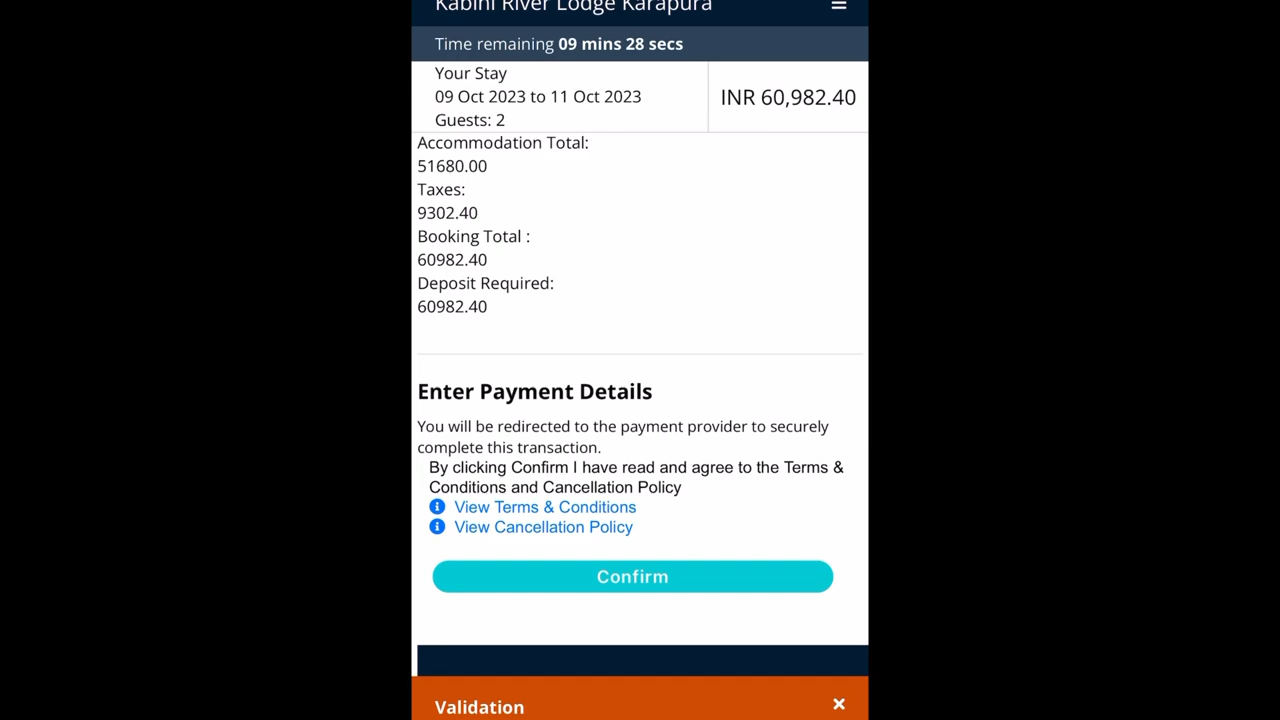 Kabini River Lodge Karapura
Time remaining 09 mins 28 secs
Your Stay
09 Oct 2023 to 11 Oct 2023
Guests: 2
INR 60,982.40
Accommodation Total:
51680.00
Taxes:
9302.40
Booking Total :
60982.40
Deposit Required:
60982.40
Enter Payment Details
You will be redirected to the payment provider to securely
complete this transaction.
By clicking Confirm I have read and agree to the Terms &
Conditions and Cancellation Policy
View Terms & Conditions
View Cancellation Policy
Confirm
Validation